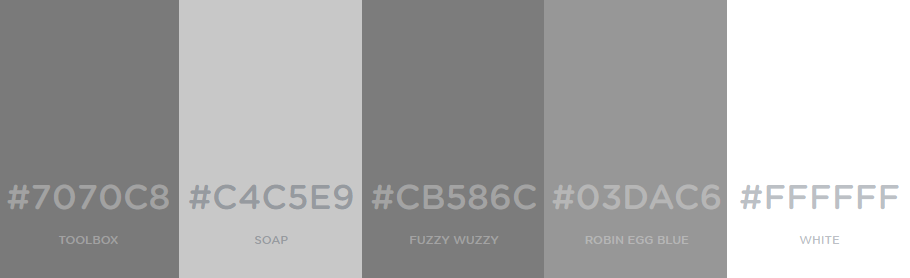 #7070C8 #C4C5E9 #CB586C #03DAC6 #FFFFFF
TOOLBOX SOAP FUZZY WUZZY ROBIN EGG BLUE WHITE